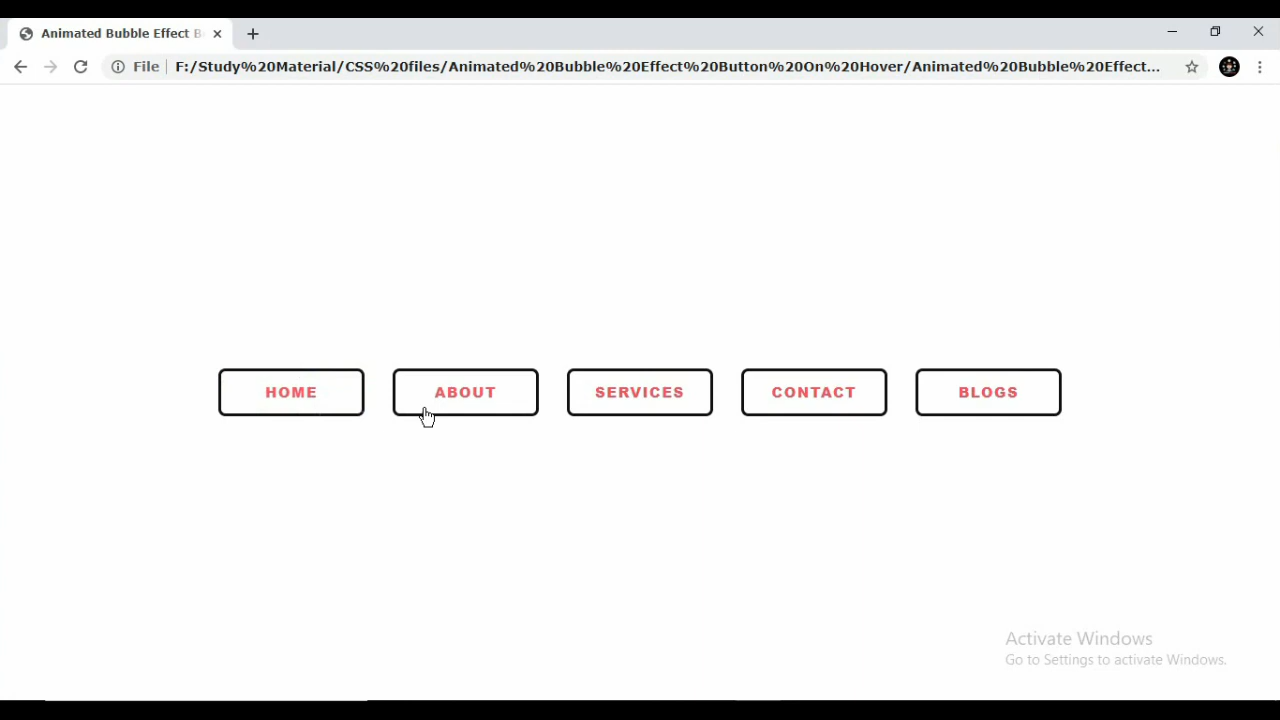 Animated Bubble Effect B
File F:/Study%20Material/CSS%20files/Animated%20Bubble%20Effect%20Button%20On%20Hover/Animated%20Bubble%20Effect...
HOME ABOUT SERVICES CONTACT BLOGS
Activate Windows
Go to Settings to activate Windows.